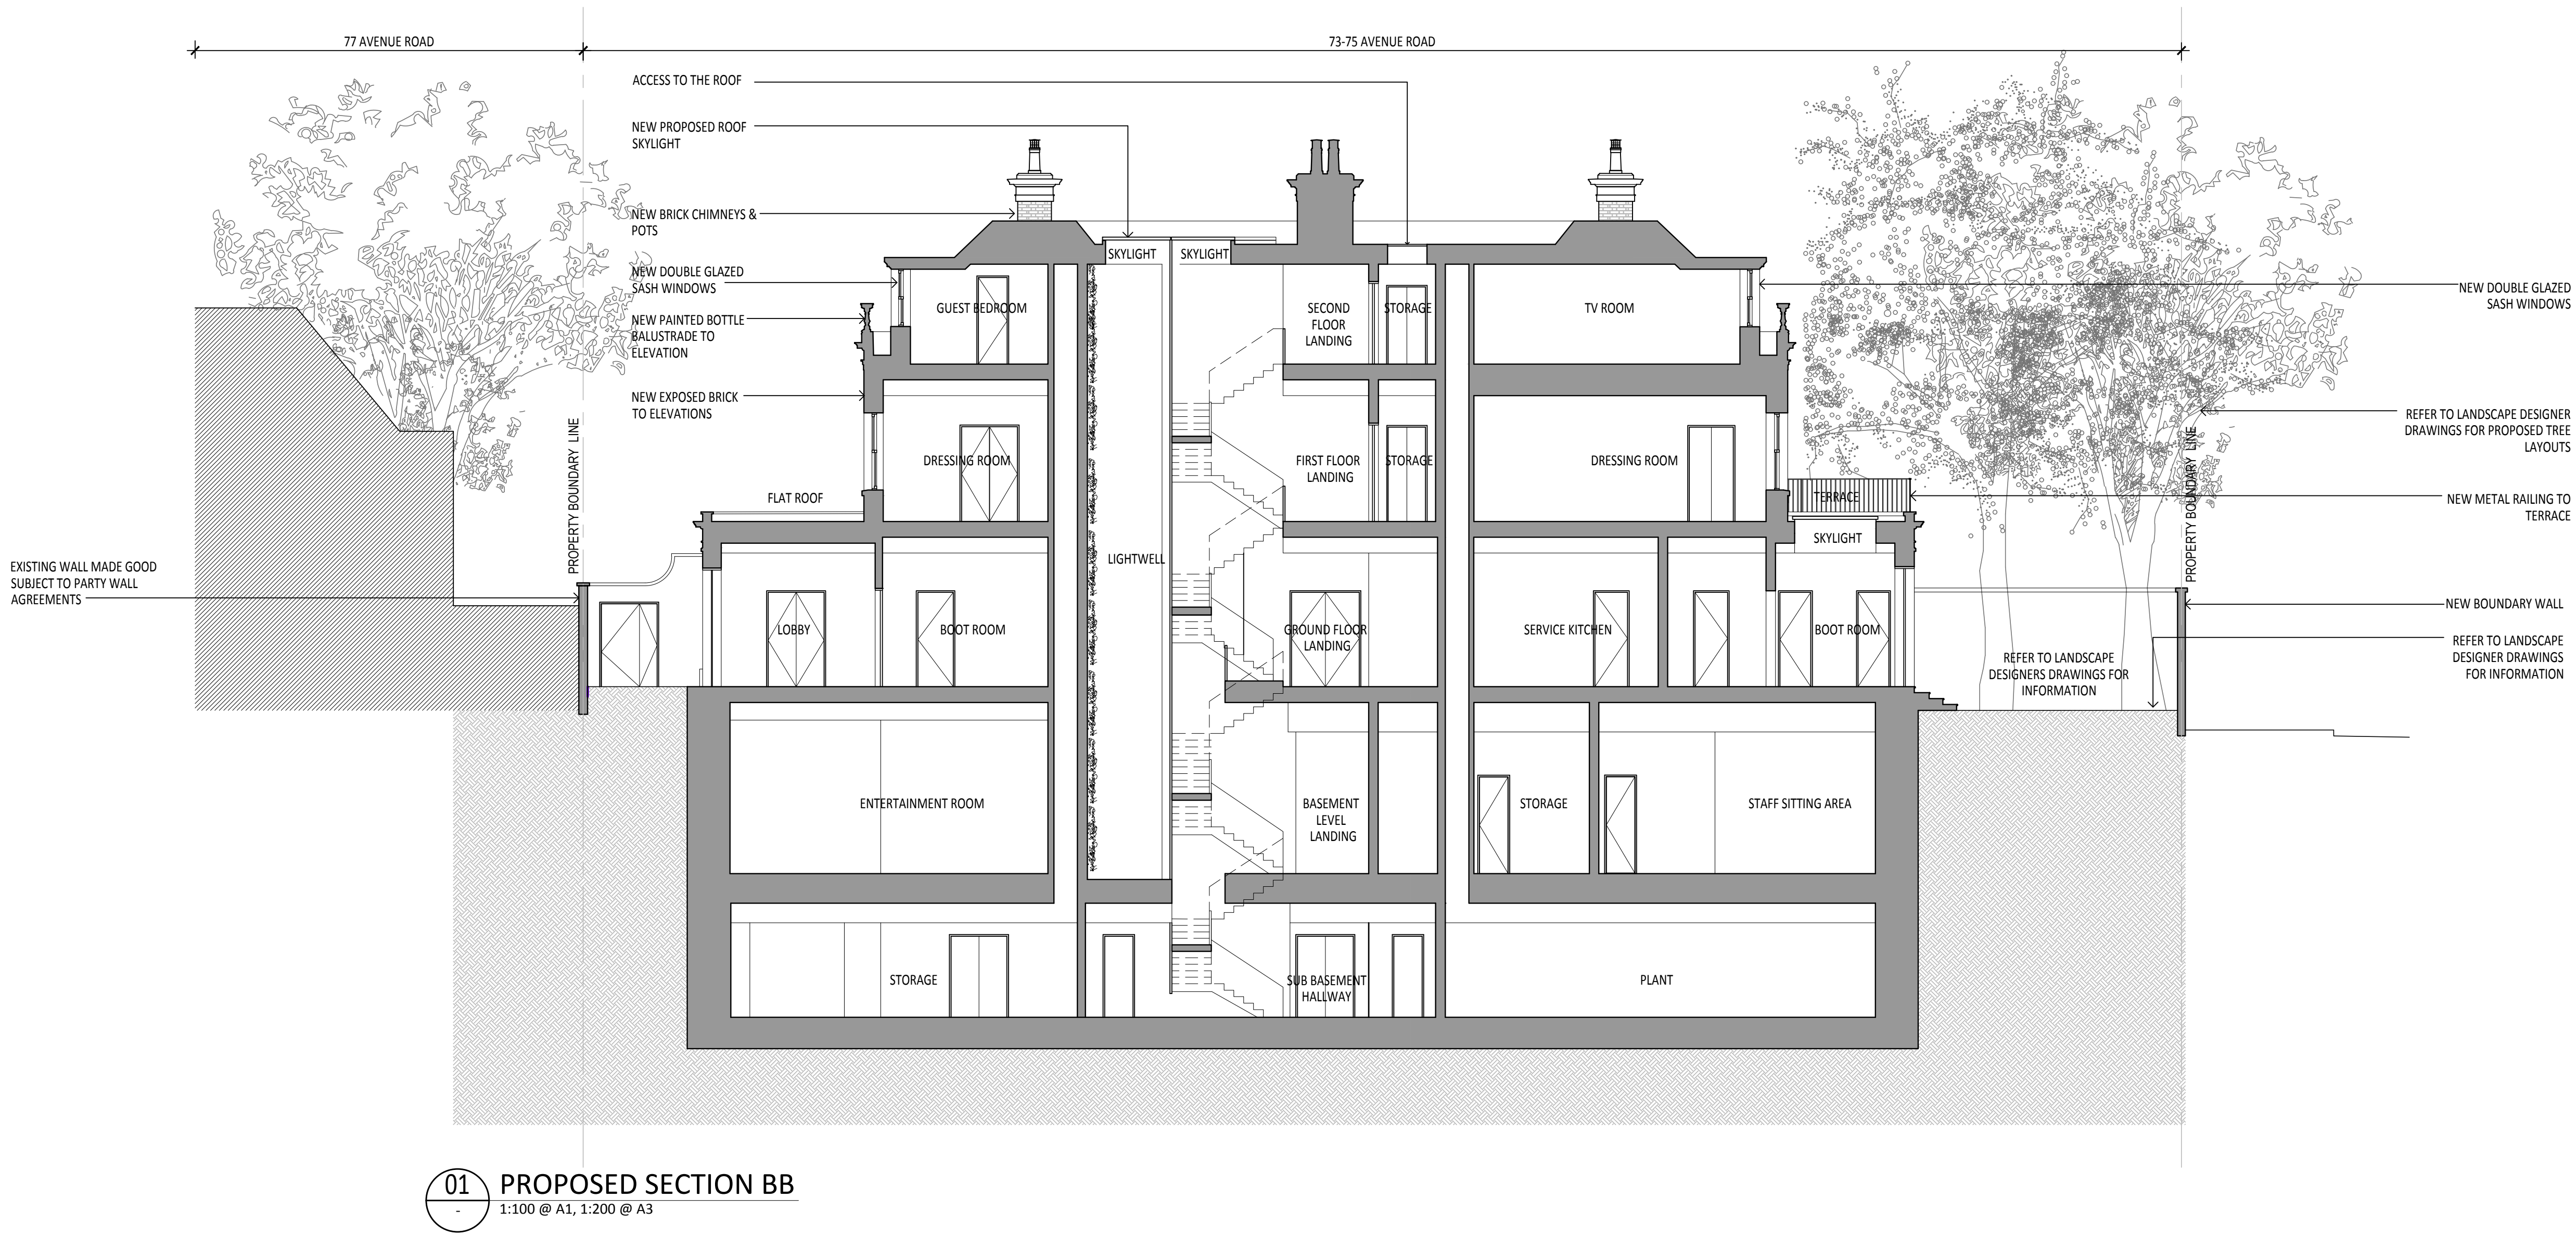 77 AVENUE ROAD
73-75 AVENUE ROAD
ACCESS TO THE ROOF
NEW PROPOSED ROOF
SKYLIGHT
NEW BRICK CHIMNEYS &
POTS
NEW DOUBLE GLAZED
SASH WINDOWS
NEW PAINTED BOTTLE
BALUSTRADE TO
ELEVATION
NEW EXPOSED BRICK
TO ELEVATIONS
FLAT ROOF
PROPERTY BOUNDARY LINE
EXISTING WALL MADE GOOD
SUBJECT TO PARTY WALL
AGREEMENTS
SKYLIGHT
SKYLIGHT
GUEST BEDROOM
SECOND
FLOOR
LANDING
STORAGE
TV ROOM
DRESSING ROOM
FIRST FLOOR
LANDING
STORAGE
DRESSING ROOM
TERRACE
SKYLIGHT
LIGHTWELL
LOBBY
BOOT ROOM
GROUND FLOOR
LANDING
SERVICE KITCHEN
BOOT ROOM
REFER TO LANDSCAPE
DESIGNERS DRAWINGS FOR
INFORMATION
ENTERTAINMENT ROOM
BASEMENT
LEVEL
LANDING
STORAGE
STAFF SITTING AREA
STORAGE
SUB BASEMENT
HALLWAY
PLANT
NEW DOUBLE GLAZED
SASH WINDOWS
REFER TO LANDSCAPE DESIGNER
DRAWINGS FOR PROPOSED TREE
LAYOUTS
PROPERTY BOUNDARY LINE
NEW METAL RAILING TO
TERRACE
NEW BOUNDARY WALL
REFER TO LANDSCAPE
DESIGNER DRAWINGS
FOR INFORMATION
01
-
PROPOSED SECTION BB
1:100 @ A1, 1:200 @ A3